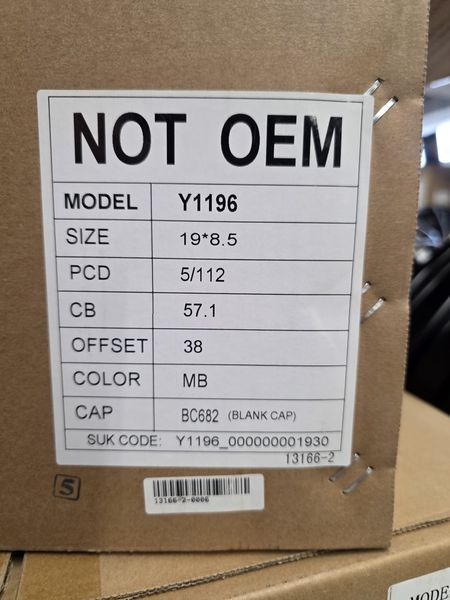 NOT OEM
MODEL Y1196
SIZE 19*8.5
PCD 5/112
CB 57.1
OFFSET 38
COLOR MB
CAP BC682 (BLANK CAP)
SUK CODE: Y1196_000000001930
13166-2
5
13166-2-0006
MODE